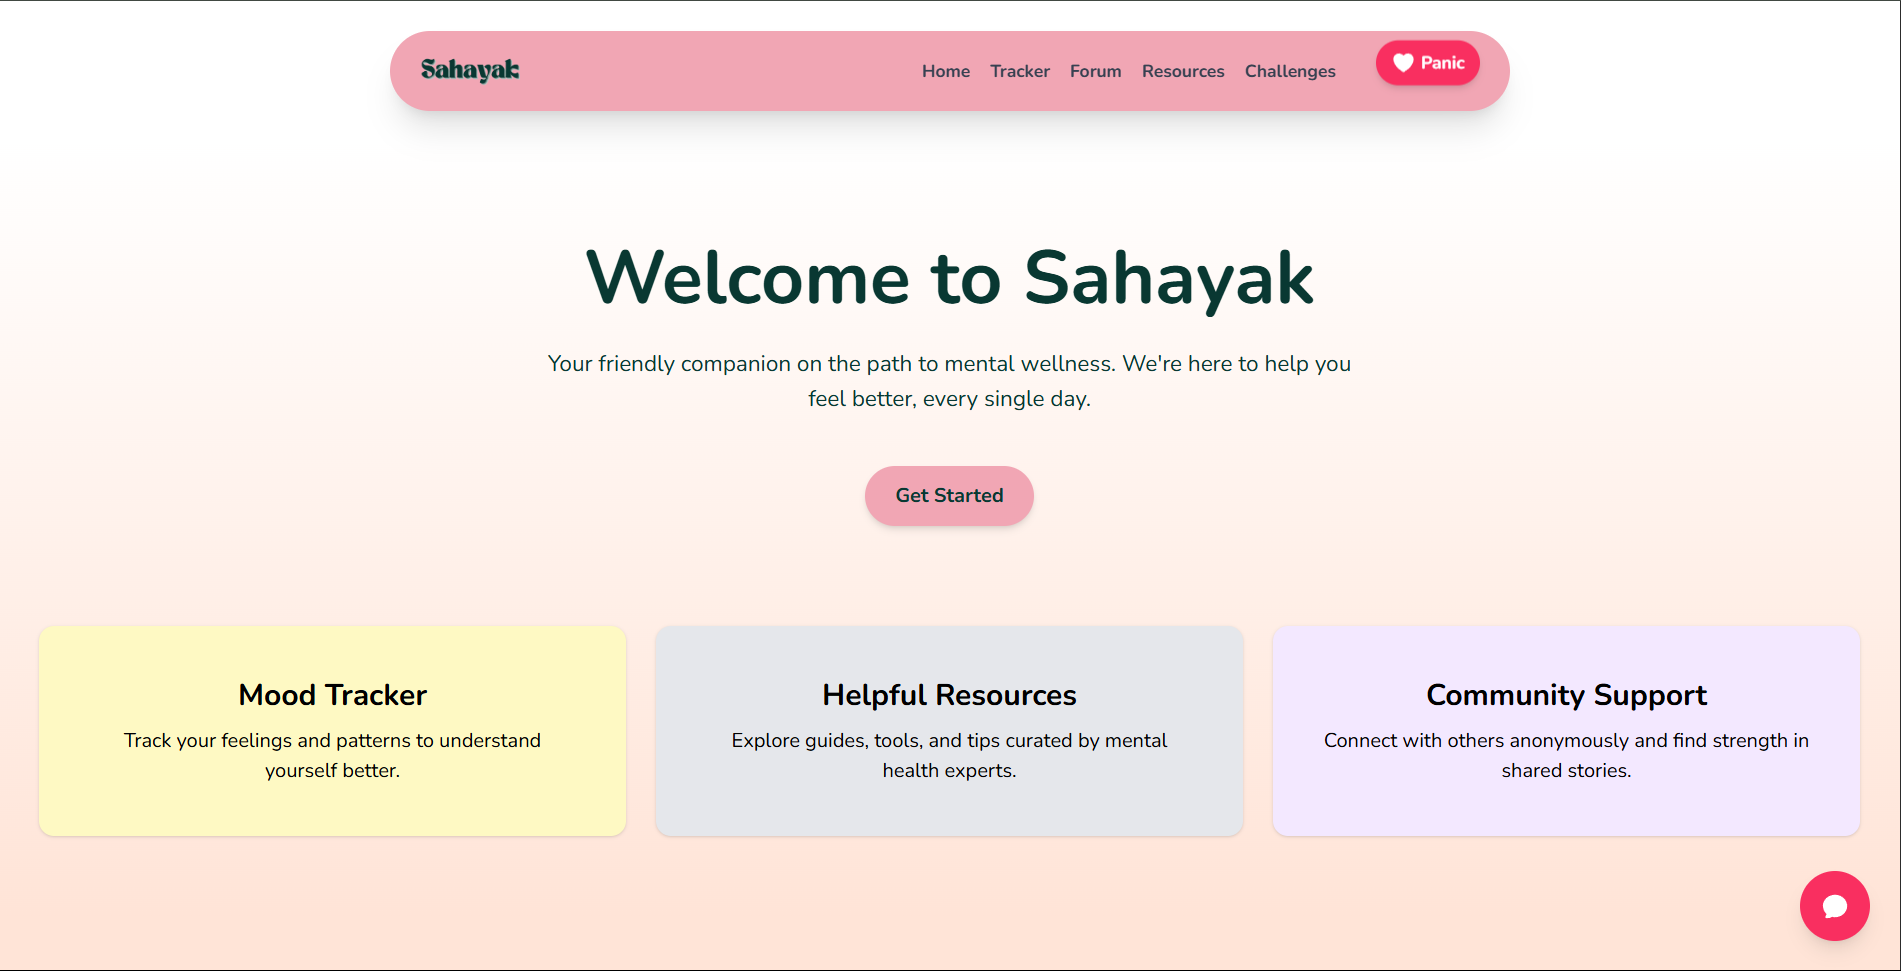 Sahayak
Home Tracker Forum Resources Challenges Panic
Welcome to Sahayak
Your friendly companion on the path to mental wellness. We're here to help you
feel better, every single day.
Get Started
Mood Tracker
Track your feelings and patterns to understand
yourself better.
Helpful Resources
Explore guides, tools, and tips curated by mental
health experts.
Community Support
Connect with others anonymously and find strength in
shared stories.